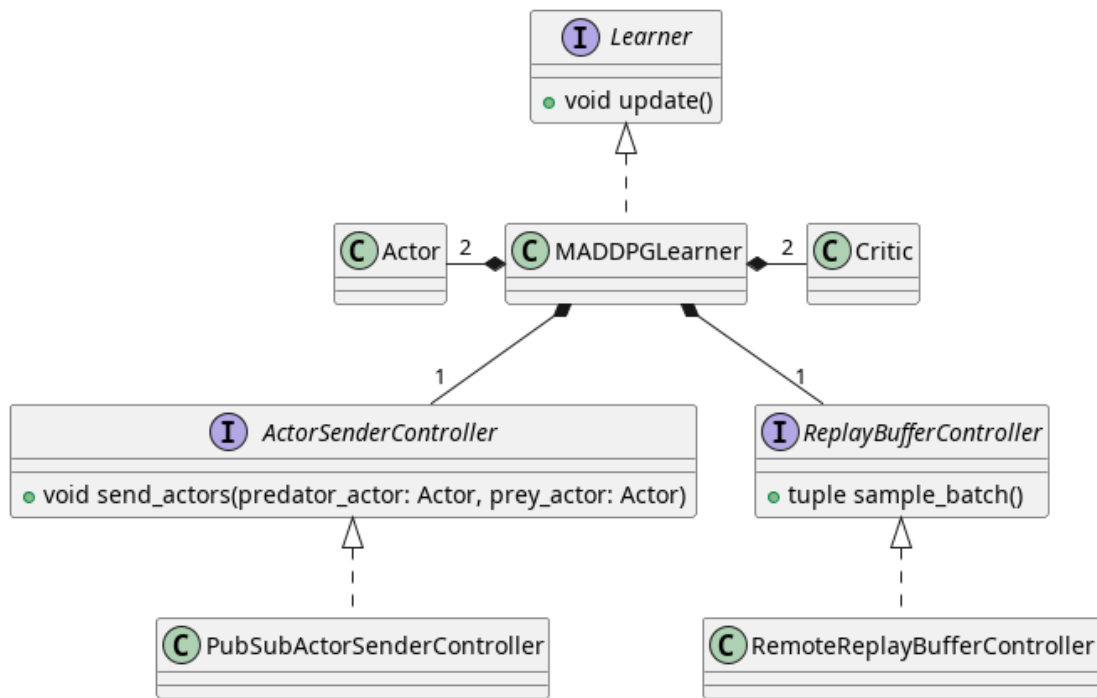 I Learner
+ void update()
C Actor
2
C MADDPGLearner
2
C Critic
1
1
I ActorSenderController
void send_actors(predator_actor: Actor, prey_actor: Actor)
I ReplayBufferController
tuple sample_batch()
C PubSubActorSenderController
C RemoteReplayBufferController